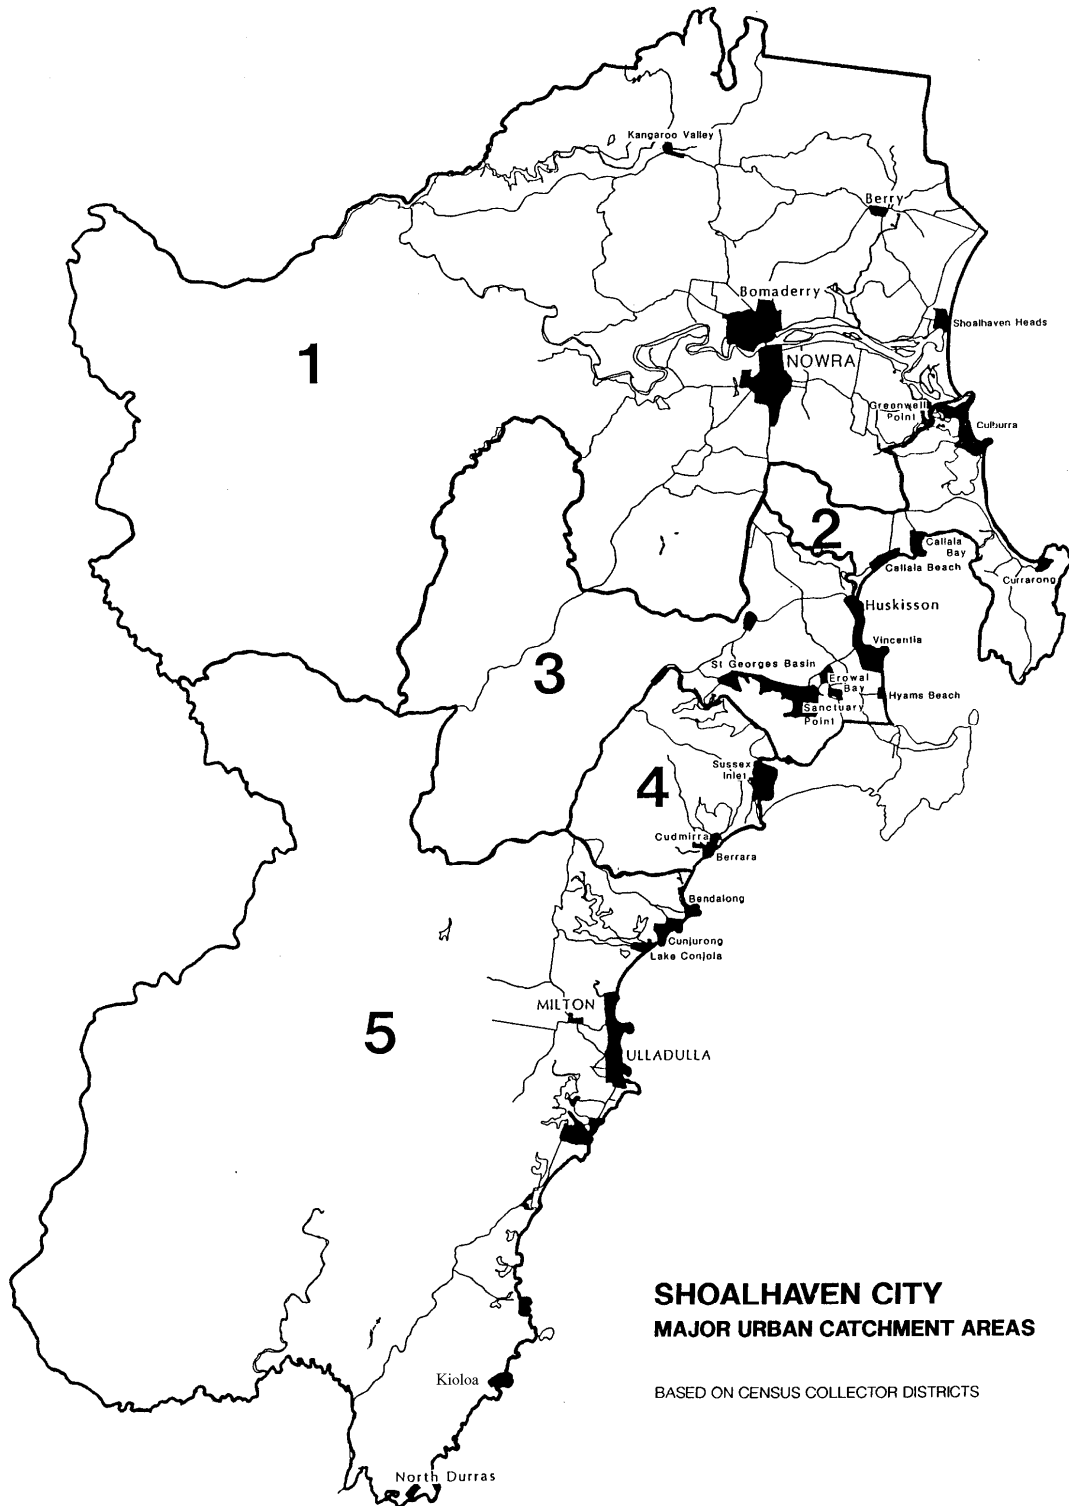 Kangaroo Valley
Berry
Bomaderry
Shoalhaven Heads
1
NOWRA
Greenwell
Point
Culburra
2
Callala
Bay
Callala Beach
Currarong
Huskisson
Vincentia
St Georges Basin
3
Erowal
Bay
Hyams Beach
Sanctuary
Point
Sussex
Inlet
4
Cudmirra
Berrara
Bendalong
Cunjurong
Lake Conjola
MILTON
5
ULLADULLA
SHOALHAVEN CITY
MAJOR URBAN CATCHMENT AREAS
Kioloa
BASED ON CENSUS COLLECTOR DISTRICTS
North Durras